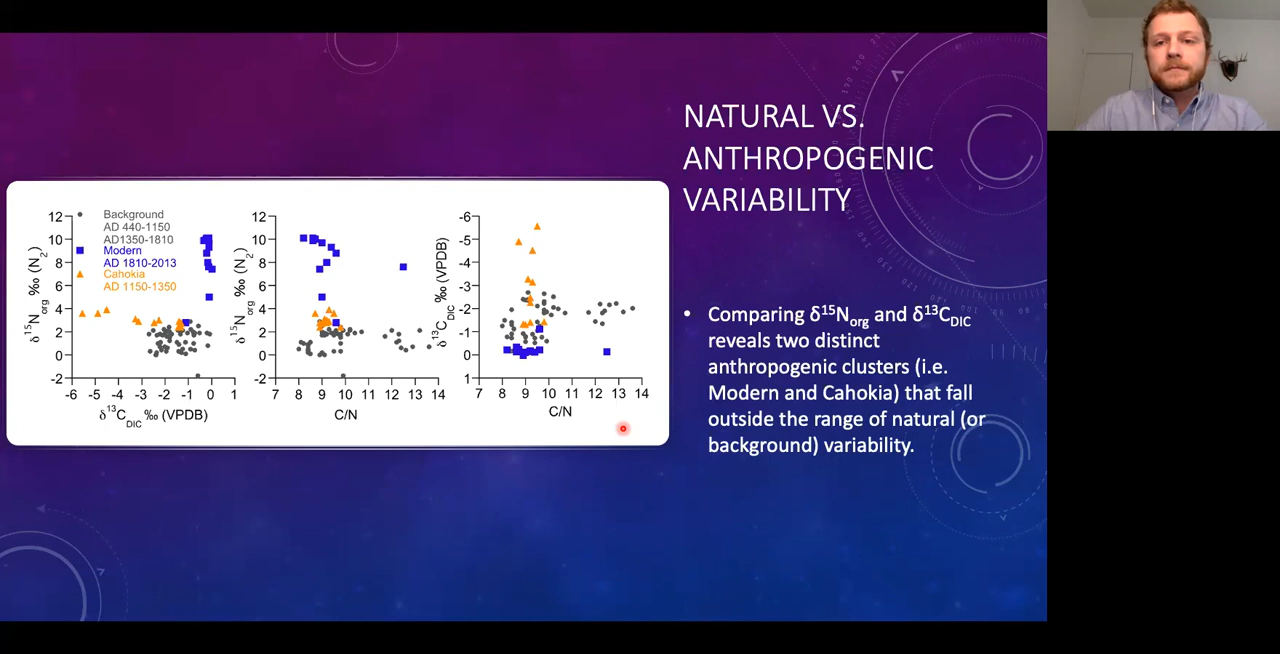 NATURAL VS.
ANTHROPOGENIC
VARIABILITY
• Comparing δ¹⁵Norg and δ¹³CDIC
reveals two distinct
anthropogenic clusters (i.e.
Modern and Cahokia) that fall
outside the range of natural (or
background) variability.
Background
AD 440-1150
AD1350-1810
Modern
AD 1810-2013
Cahokia
AD 1150-1350
12
10
8
6
4
2
0
-2
δ¹⁵Norg ‰ (N₂)
-6 -5 -4 -3 -2 -1 0 1
δ¹³CDIC ‰ (VPDB)
12
10
8
6
4
2
0
-2
δ¹⁵Norg ‰ (N₂)
7 8 9 10 11 12 13 14
C/N
-6
-5
-4
-3
-2
-1
0
1
δ¹³CDIC ‰ (VPDB)
7 8 9 10 11 12 13 14
C/N